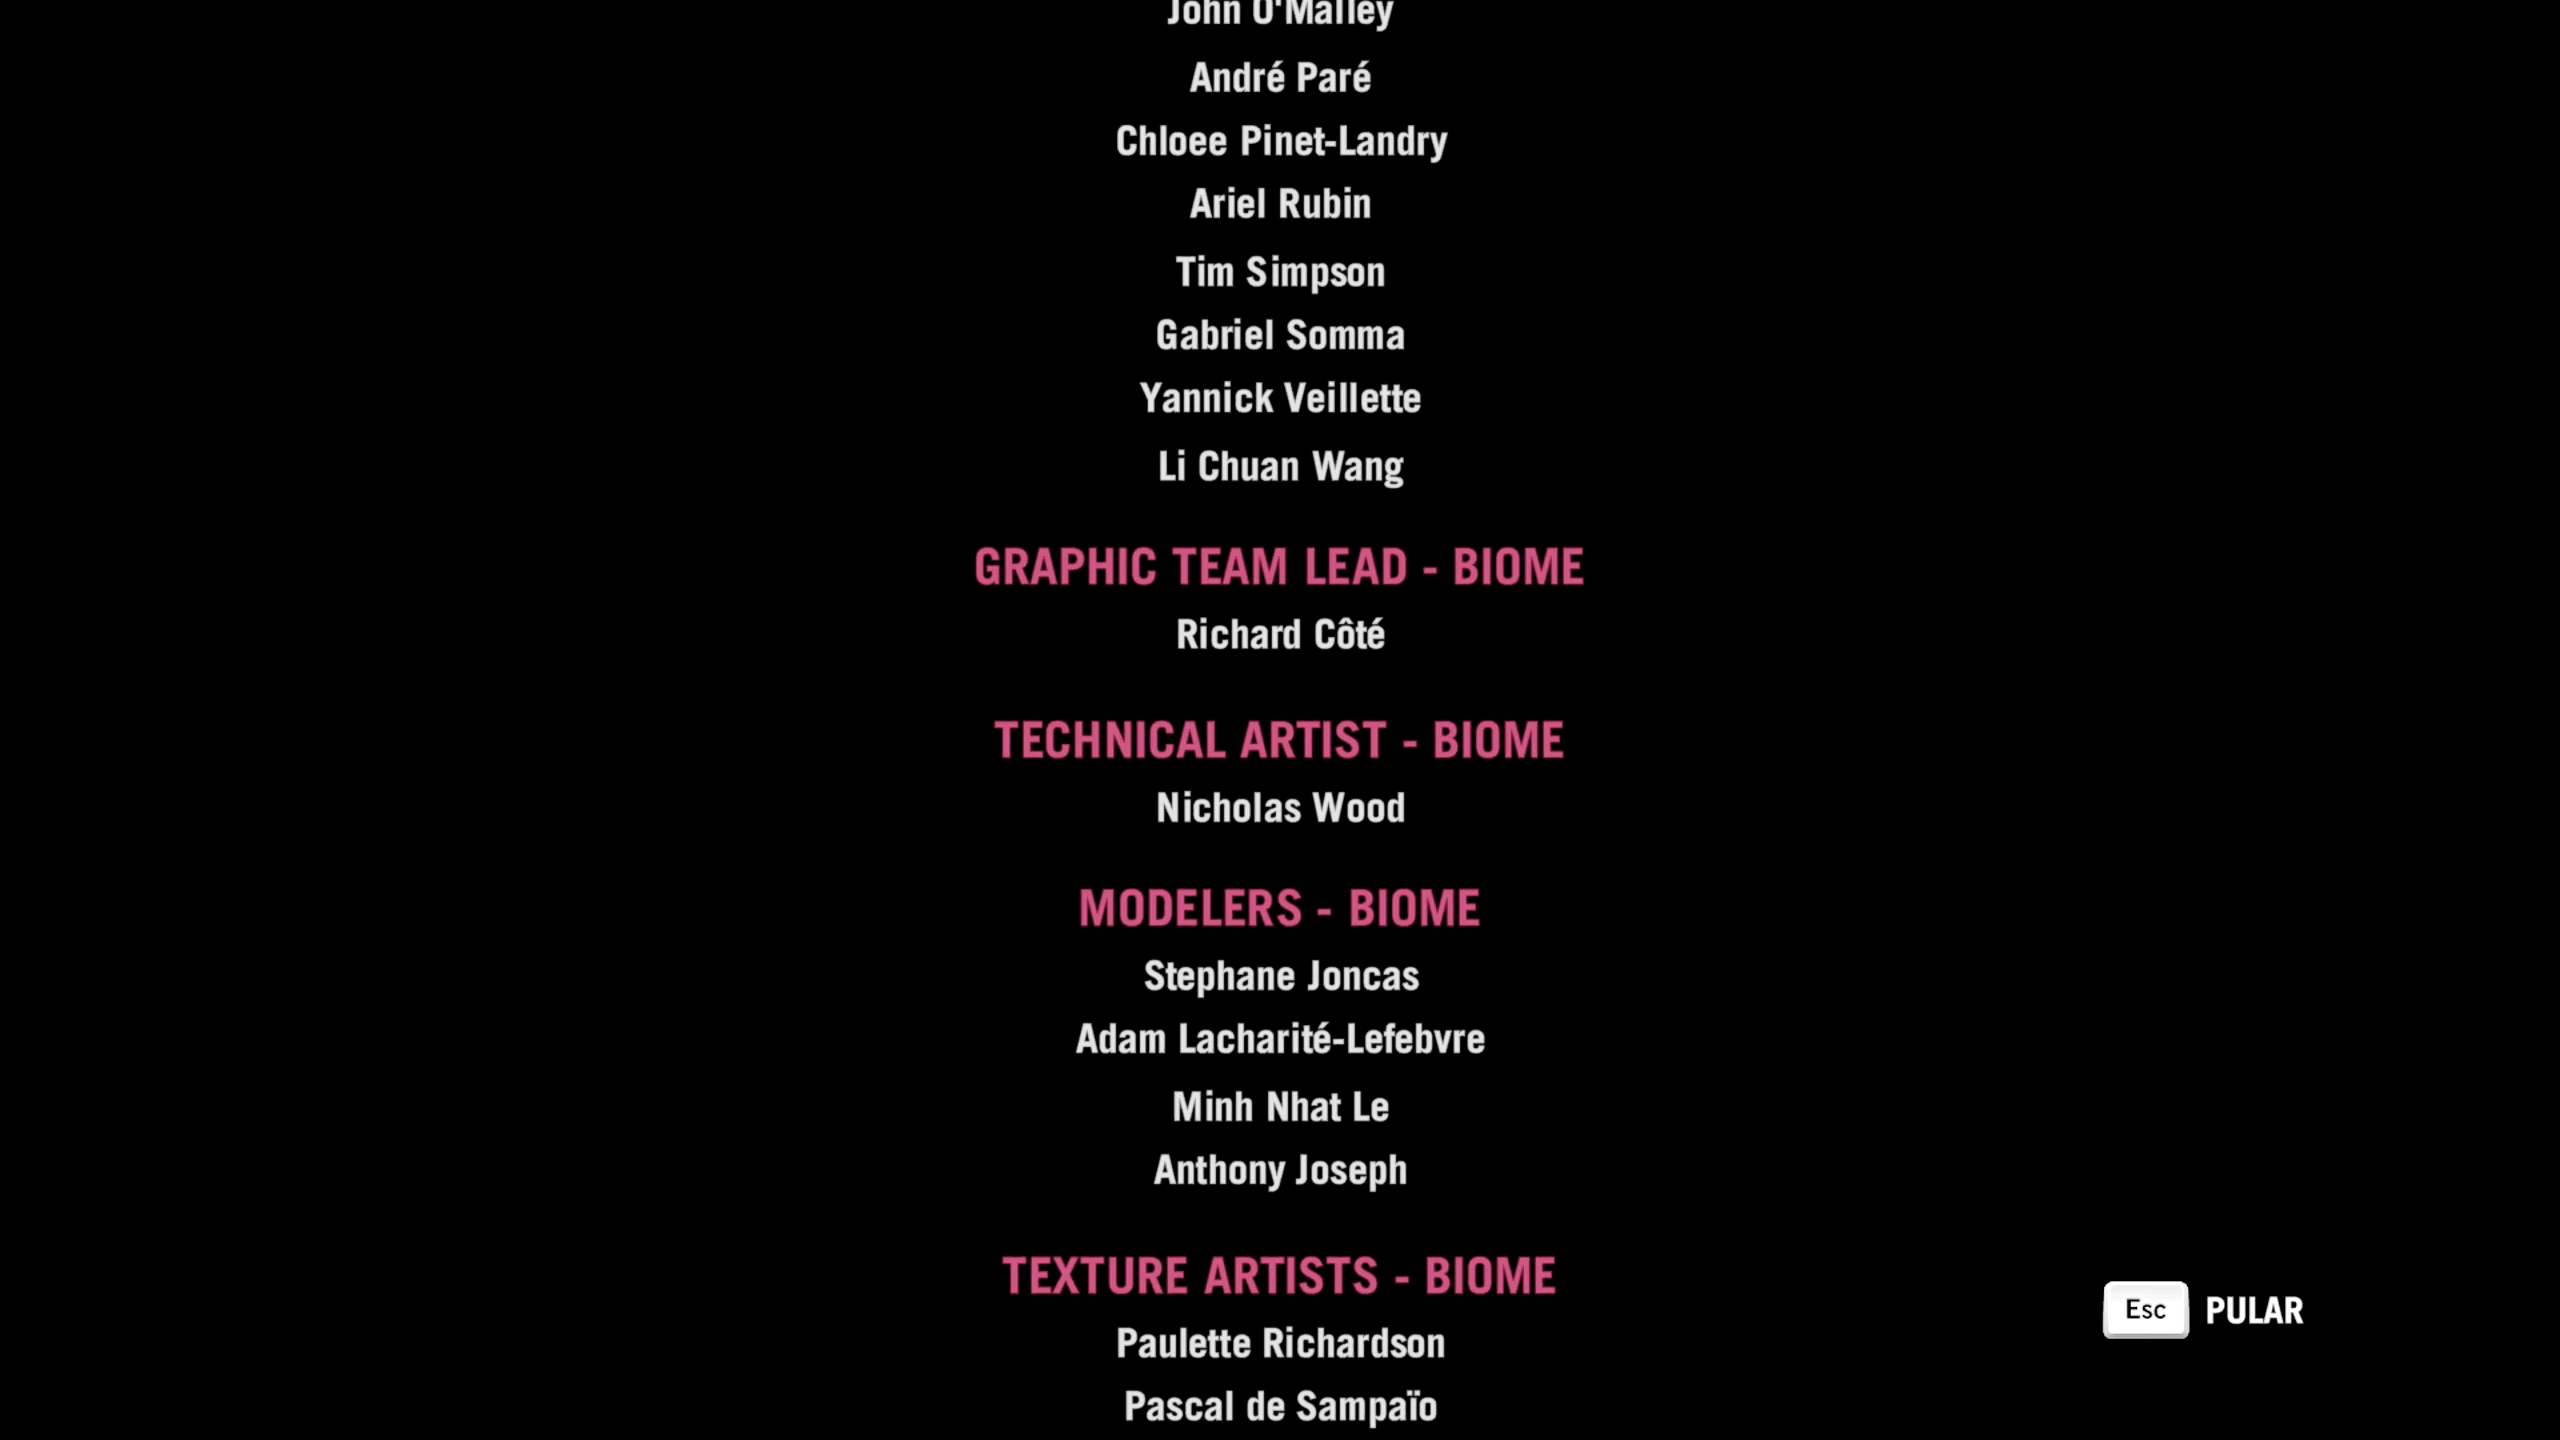 John O'Malley
André Paré
Chloee Pinet-Landry
Ariel Rubin
Tim Simpson
Gabriel Somma
Yannick Veillette
Li Chuan Wang
GRAPHIC TEAM LEAD - BIOME
Richard Côté
TECHNICAL ARTIST - BIOME
Nicholas Wood
MODELERS - BIOME
Stephane Joncas
Adam Lacharité-Lefebvre
Minh Nhat Le
Anthony Joseph
TEXTURE ARTISTS - BIOME
Paulette Richardson
Pascal de Sampaïo
Esc PULAR